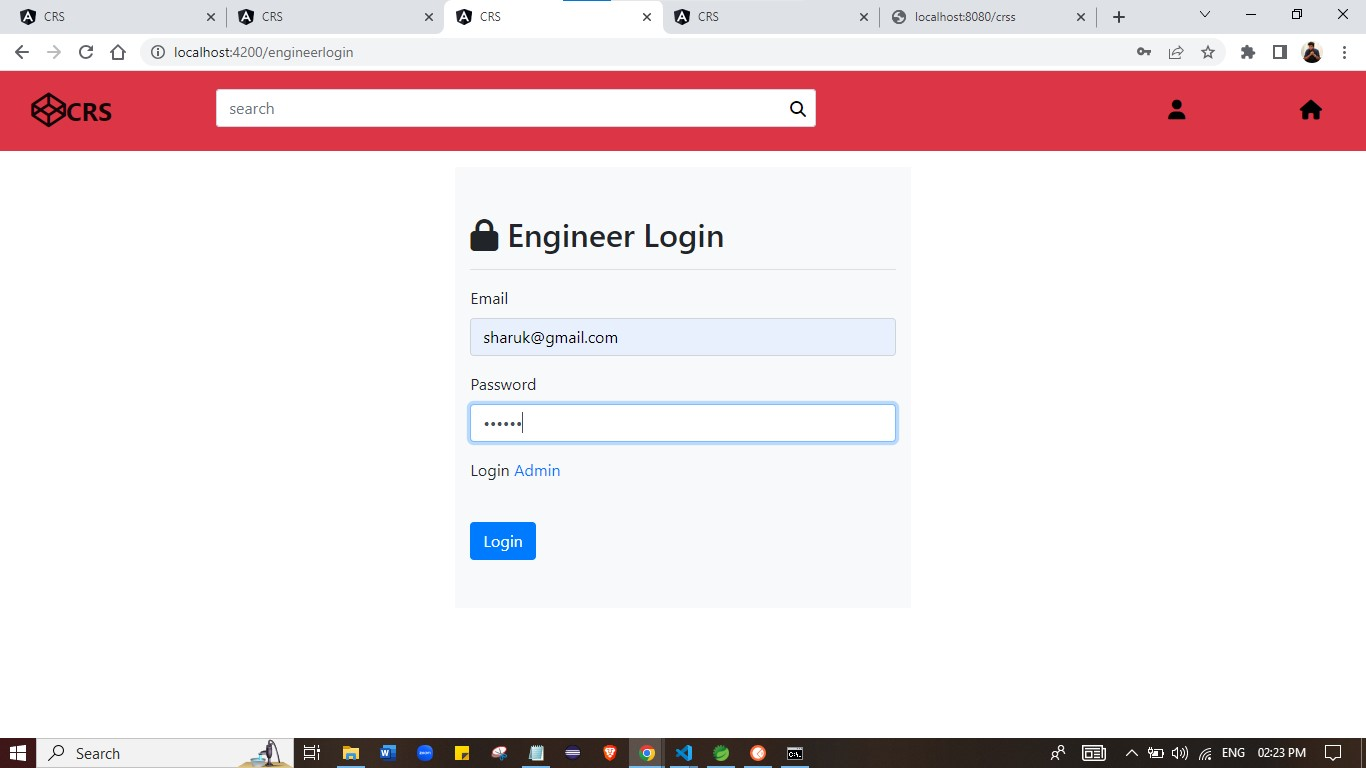 CRS
CRS
CRS
CRS
localhost:8080/crss
localhost:4200/engineerlogin
CRS
search
Engineer Login
Email
sharuk@gmail.com
Password
••••••
Login Admin
Login
Search
ENG
02:23 PM